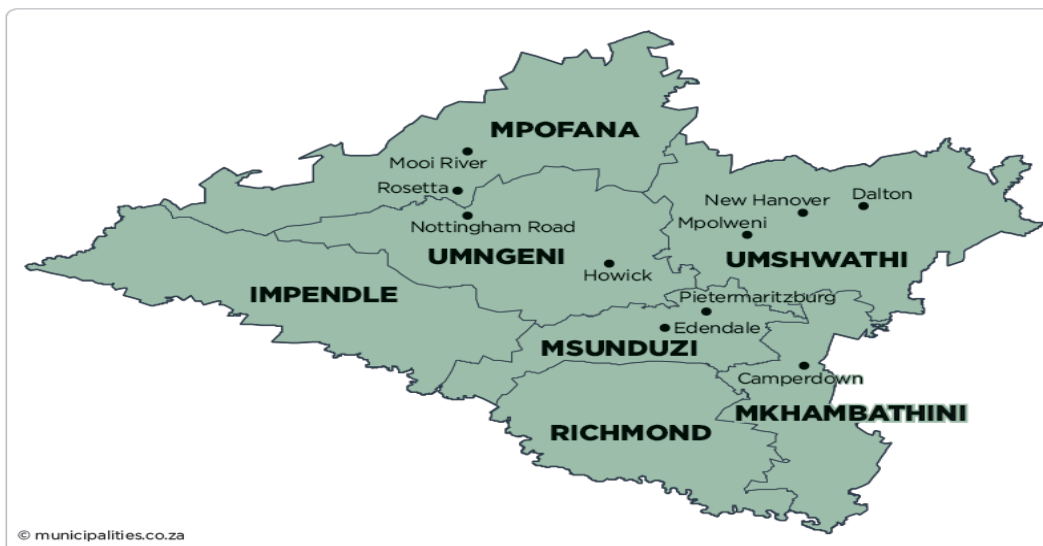 MPOFANA
Mooi River
Rosetta
New Hanover
Dalton
Nottingham Road
Mpolweni
UMNGENI
UMSHWATHI
Howick
IMPENDLE
Pietermaritzburg
Edendale
MSUNDUZI
Camperdown
MKHAMBATHINI
RICHMOND
© municipalities.co.za